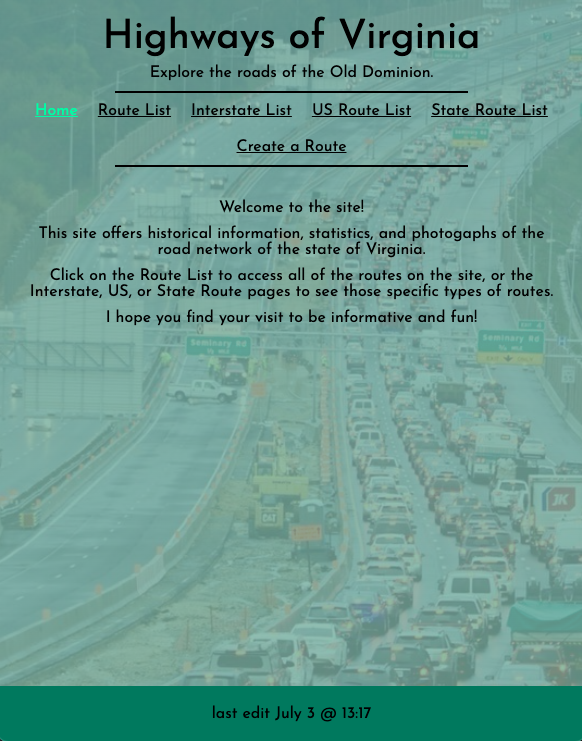 Highways of Virginia
Explore the roads of the Old Dominion.
Home Route List Interstate List US Route List State Route List
Create a Route
Welcome to the site!
This site offers historical information, statistics, and photogaphs of the
road network of the state of Virginia.
Click on the Route List to access all of the routes on the site, or the
Interstate, US, or State Route pages to see those specific types of routes.
I hope you find your visit to be informative and fun!
Seminary Rd
Seminary Rd
CAT
JK
last edit July 3 @ 13:17